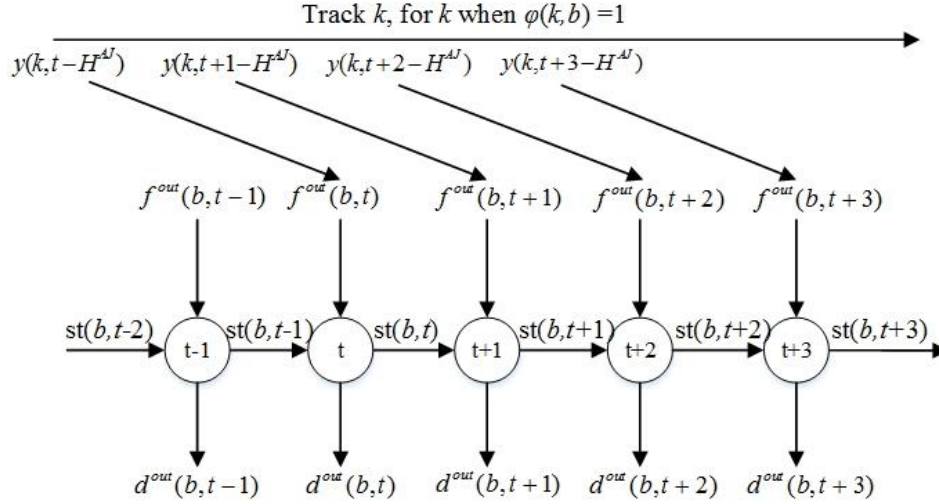 Track k, for k when φ(k,b) =1
y(k,t−H^AJ) y(k,t+1−H^AJ) y(k,t+2−H^AJ) y(k,t+3−H^AJ)
f^out(b,t−1) f^out(b,t) f^out(b,t+1) f^out(b,t+2) f^out(b,t+3)
st(b,t-2) st(b,t-1) st(b,t) st(b,t+1) st(b,t+2) st(b,t+3)
t-1 t t+1 t+2 t+3
d^out(b,t−1) d^out(b,t) d^out(b,t+1) d^out(b,t+2) d^out(b,t+3)